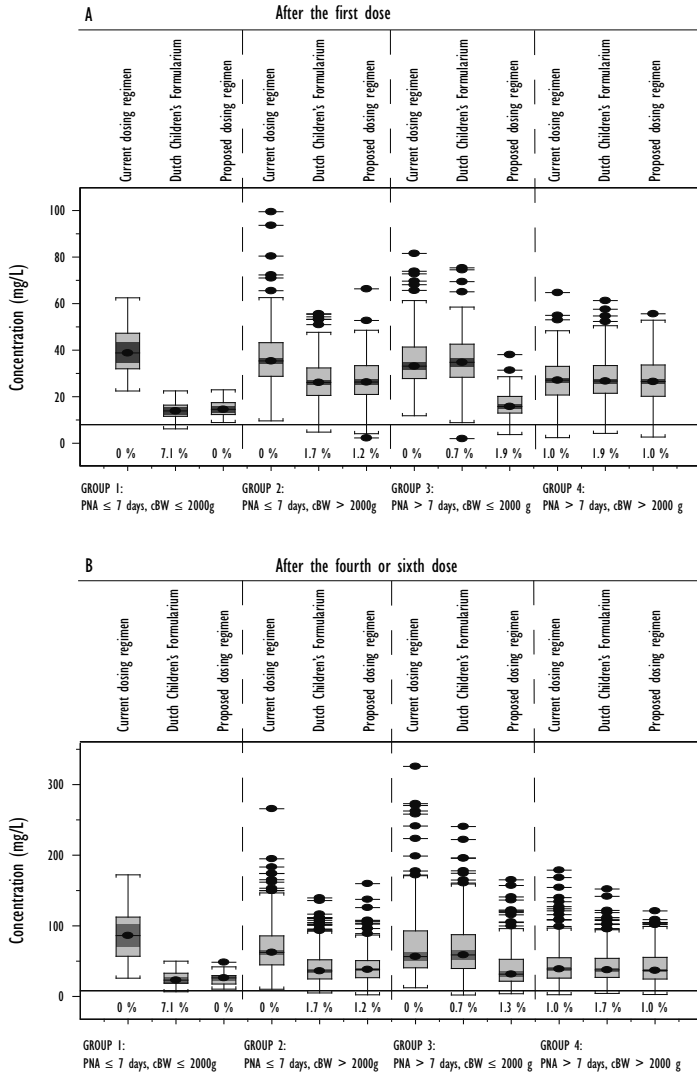 A
After the first dose
Current dosing regimen
Dutch Children's Formularium
Proposed dosing regimen
Current dosing regimen
Dutch Children's Formularium
Proposed dosing regimen
Current dosing regimen
Dutch Children's Formularium
Proposed dosing regimen
Current dosing regimen
Dutch Children's Formularium
Proposed dosing regimen
Concentration (mg/L)
100
80
60
40
20
0
0 % 7.1% 0 % 0 % 1.7 % 1.2 % 0 % 0.7 % 1.9% 1.0 % 1.9 % 1.0 %
GROUP 1: GROUP 2: GROUP 3: GROUP 4:
PNA ≤ 7 days, cBW ≤ 2000g PNA ≤ 7 days, cBW > 2000g PNA > 7 days, cBW ≤ 2000 g PNA > 7 days, cBW > 2000 g
B
After the fourth or sixth dose
Current dosing regimen
Dutch Children's Formularium
Proposed dosing regimen
Current dosing regimen
Dutch Children's Formularium
Proposed dosing regimen
Current dosing regimen
Dutch Children's Formularium
Proposed dosing regimen
Current dosing regimen
Dutch Children's Formularium
Proposed dosing regimen
Concentration (mg/L)
300
200
100
0
0 % 7.1% 0 % 0 % 1.7 % 1.2 % 0 % 0.7 % 1.3 % 1.0 % 1.7 % 1.0 %
GROUP 1: GROUP 2: GROUP 3: GROUP 4:
PNA ≤ 7 days, cBW ≤ 2000g PNA ≤ 7 days, cBW > 2000g PNA > 7 days, cBW ≤ 2000 g PNA > 7 days, cBW > 2000 g